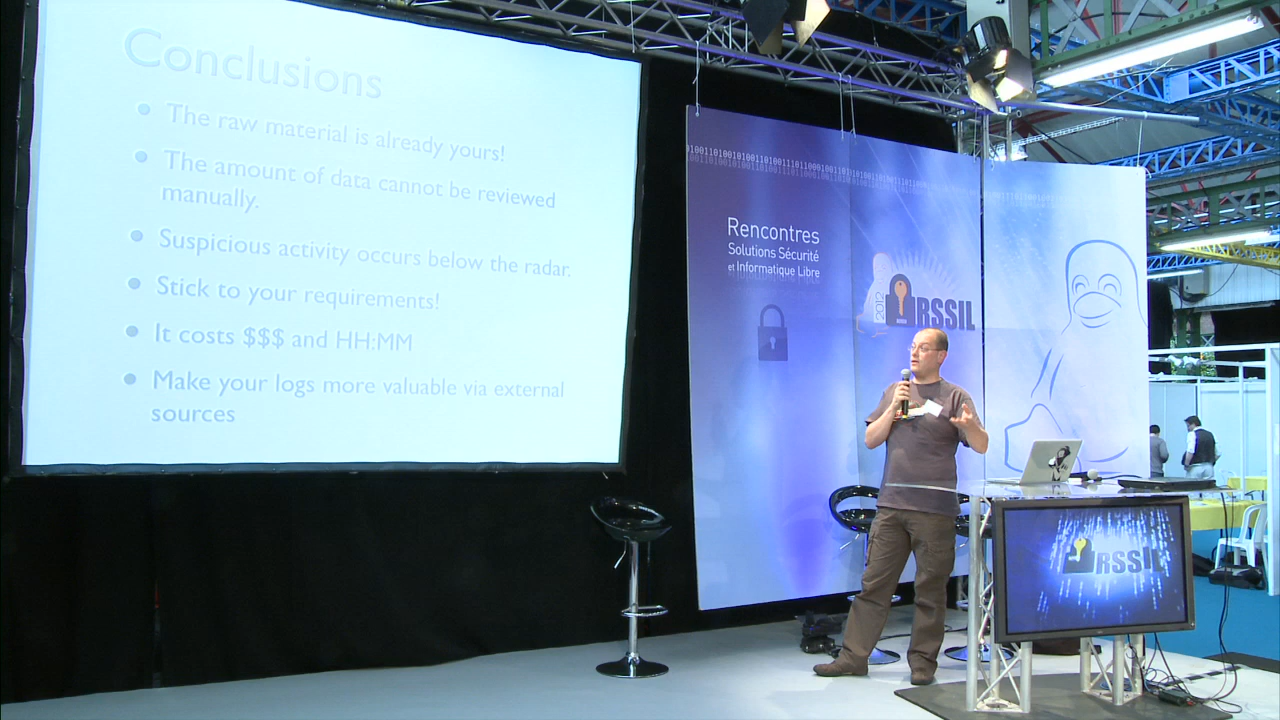 Conclusions
The raw material is already yours!
The amount of data cannot be reviewed
manually.
Suspicious activity occurs below the radar.
Stick to your requirements!
It costs $$$ and HH:MM
Make your logs more valuable via external
sources
Rencontres
Solutions Sécurité
et Informatique Libre
2012
RSSIL
RSSIL